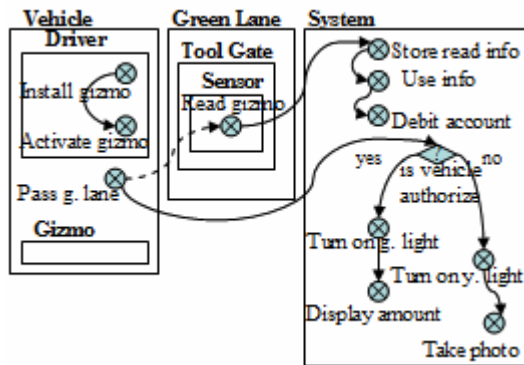 Vehicle
Green Lane
System
Driver
Install gizmo
Activate gizmo
Pass g. lane
Gizmo
Tool Gate
Sensor
Read gizmo
Store read info
Use info
Debit account
yes
no
is vehicle
authorize
Turn on g. light
Turn on y. light
Display amount
Take photo